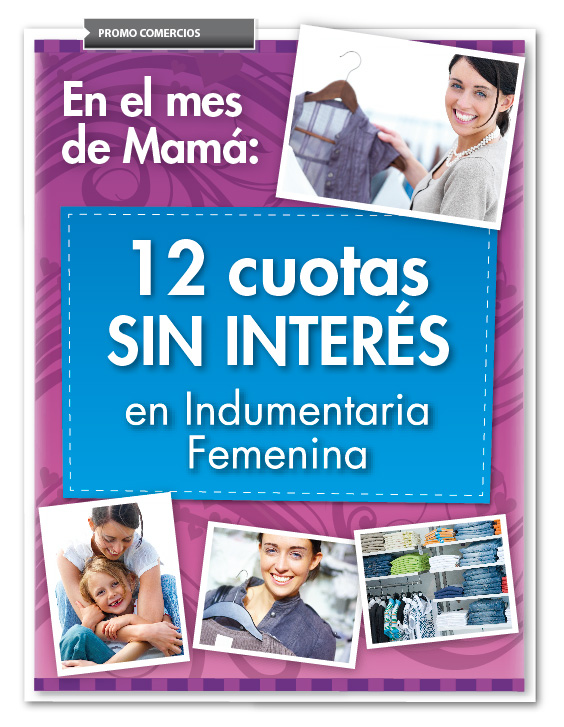 PROMO COMERCIOS
En el mes
de Mamá:
12 cuotas
SIN INTERÉS
en Indumentaria
Femenina